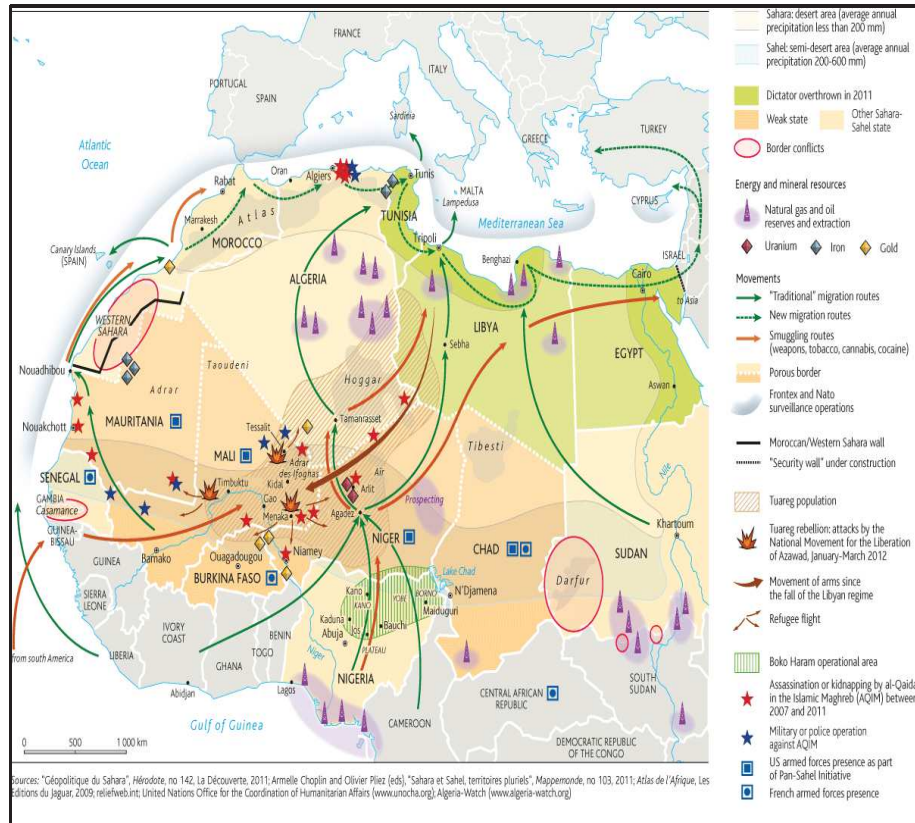 FRANCE
PORTUGAL
SPAIN
ITALY
Sardinia
GREECE
TURKEY
Atlantic
Ocean
Rabat
Oran
Algiers
Tunis
MALTA
Lampedusa
CYPRUS
Mediterranean Sea
Marrakesh
Atlas
TUNISIA
Tripoli
ISRAEL
Canary Islands
(SPAIN)
MOROCCO
Benghazi
Cairo
to Asia
ALGERIA
WESTERN
SAHARA
LIBYA
Sebha
EGYPT
Nouadhibou
Adrar
Taoudeni
Hoggar
Aswan
Nouakchott
MAURITANIA
Tessalit
Tamanrasset
Tibesti
Nile
MALI
Adrar
des Ifoghas
Air
SENEGAL
Timbuktu
Kidal
Arlit
GAMBIA
Casamance
Gao
Menaka
Agadez
Prospecting
Khartoum
GUINEA-
BISSAU
Bamako
Niamey
NIGER
CHAD
SUDAN
GUINEA
Ouagadougou
BURKINA FASO
Lake Chad
N'Djamena
Darfur
SIERRA
LEONE
Kano
KANO
YOBE
BORNO
Maiduguri
Kaduna
Jos
Bauchi
IVORY
COAST
BENIN
Abuja
PLATEAU
from south America
LIBERIA
GHANA
TOGO
Niger
NIGERIA
Abidjan
Lagos
CENTRAL AFRICAN
REPUBLIC
SOUTH
SUDAN
Gulf of Guinea
CAMEROON
DEMOCRATIC REPUBLIC
OF THE CONGO
0 500 1 000 km
Sources: "Géopolitique du Sahara", Hérodote, no 142, La Découverte, 2011; Armelle Choplin and Olivier Pliez (eds), "Sahara et Sahel, territoires pluriels", Mappemonde, no 103, 2011; Atlas de l'Afrique, Les
Editions du Jaguar, 2009; reliefweb.int; United Nations Office for the Coordination of Humanitarian Affairs (www.unocha.org); Algeria-Watch (www.algeria-watch.org)
Sahara: desert area (average annual
precipitation less than 200 mm)
Sahel: semi-desert area (average annual
precipitation 200-600 mm)
Dictator overthrown in 2011
Weak state
Other Sahara-
Sahel state
Border conflicts
Energy and mineral resources
Natural gas and oil
reserves and extraction
Uranium
Iron
Gold
Movements
"Traditional" migration routes
New migration routes
Smuggling routes
(weapons, tobacco, cannabis, cocaine)
Porous border
Frontex and Nato
surveillance operations
Moroccan/Western Sahara wall
"Security wall" under construction
Tuareg population
Tuareg rebellion: attacks by the
National Movement for the Liberation
of Azawad, January-March 2012
Movement of arms since
the fall of the Libyan regime
Refugee flight
Boko Haram operational area
Assassination or kidnapping by al-Qaida
in the Islamic Maghreb (AQIM) between
2007 and 2011
Military or police operation
against AQIM
US armed forces presence as part
of Pan-Sahel Initiative
French armed forces presence